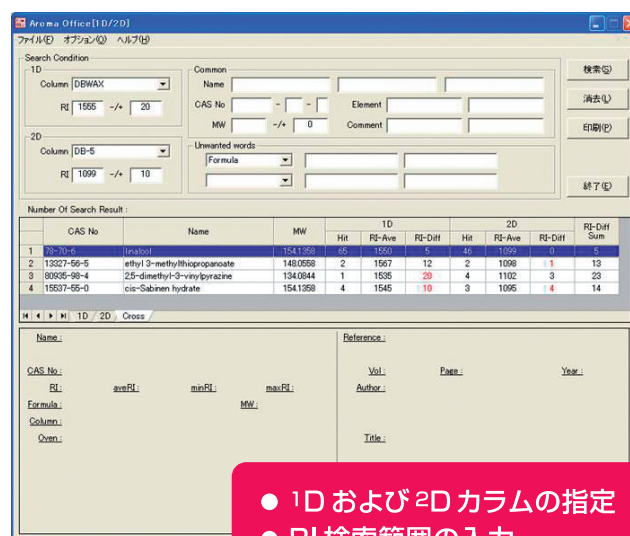 Aroma Office[1D/2D]
ファイル(F) オプション(O) ヘルプ(H)
Search Condition
1D
Column DBWAX
RI 1555 -/+ 20
2D
Column DB-5
RI 1099 -/+ 10
Common
Name
CAS No - - Element
MW -/+ 0 Comment
Unwanted words
Formula
検索(S)
消去(L)
印刷(P)
終了(E)
Number Of Search Result :
CAS No Name MW 1D 2D RI-Diff Sum
Hit RI-Ave RI-Diff Hit RI-Ave RI-Diff
1 78-70-6 linalool 154.1358 65 1550 5 46 1099 0 5
2 13327-56-5 ethyl 3-methylthiopropanoate 148.0558 2 1567 12 2 1098 1 13
3 80935-98-4 2,5-dimethyl-3-vinylpyrazine 134.0844 1 1535 20 4 1102 3 23
4 15537-55-0 cis-Sabinen hydrate 154.1358 4 1545 10 3 1095 4 14
1D 2D Cross
Name :
CAS No :
RI : aveRI : minRI : maxRI :
Formula : MW :
Column :
Oven :
Reference :
Vol : Page : Year :
Author :
Title :
● 1D および 2D カラムの指定
● RI 検索範囲の入力